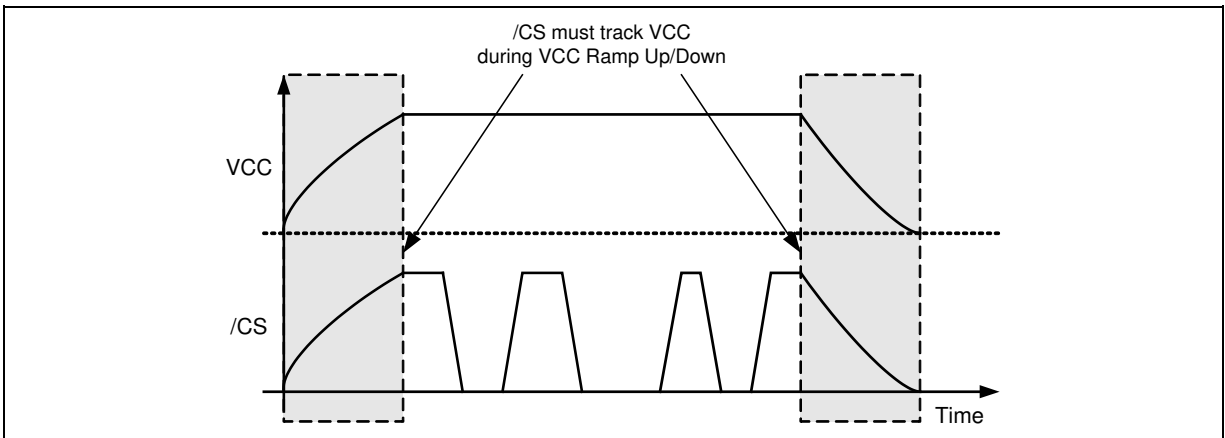 /CS must track VCC
during VCC Ramp Up/Down
VCC
/CS
Time